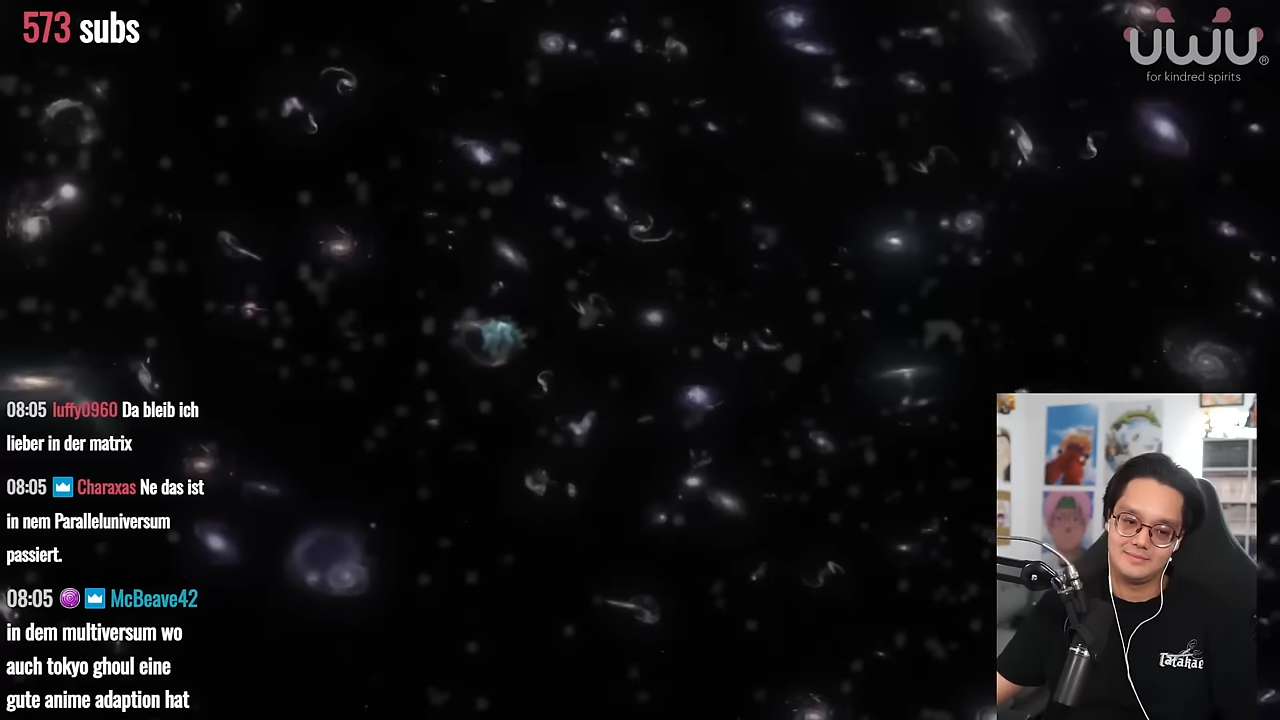 573 subs
uwu®
for kindred spirits
08:05 luffy0960 Da bleib ich
lieber in der matrix
08:05 Charaxas Ne das ist
in nem Paralleluniversum
passiert.
08:05 McBeave42
in dem multiversum wo
auch tokyo ghoul eine
gute anime adaption hat
Tatakae